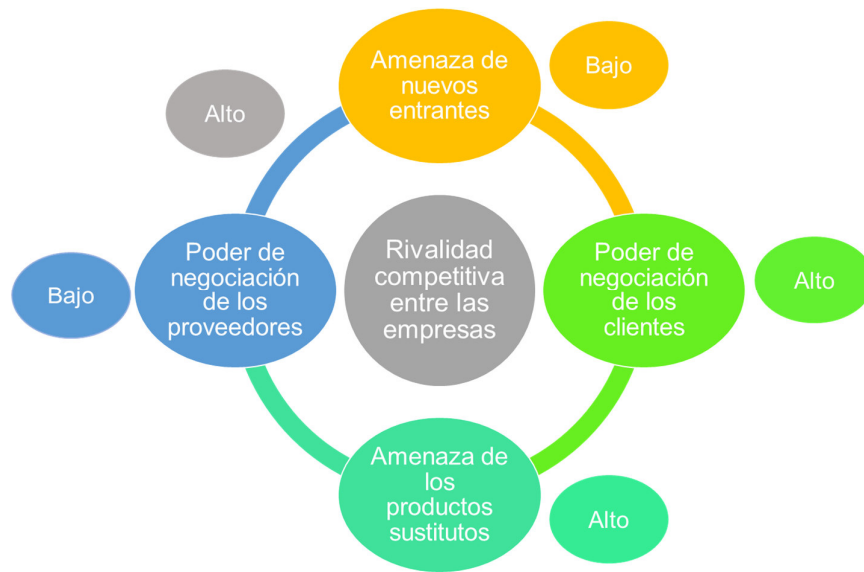 Amenaza de
nuevos
entrantes
Bajo
Alto
Poder de
negociación
de los
proveedores
Bajo
Rivalidad
competitiva
entre las
empresas
Poder de
negociación
de los
clientes
Alto
Amenaza de
los
productos
sustitutos
Alto